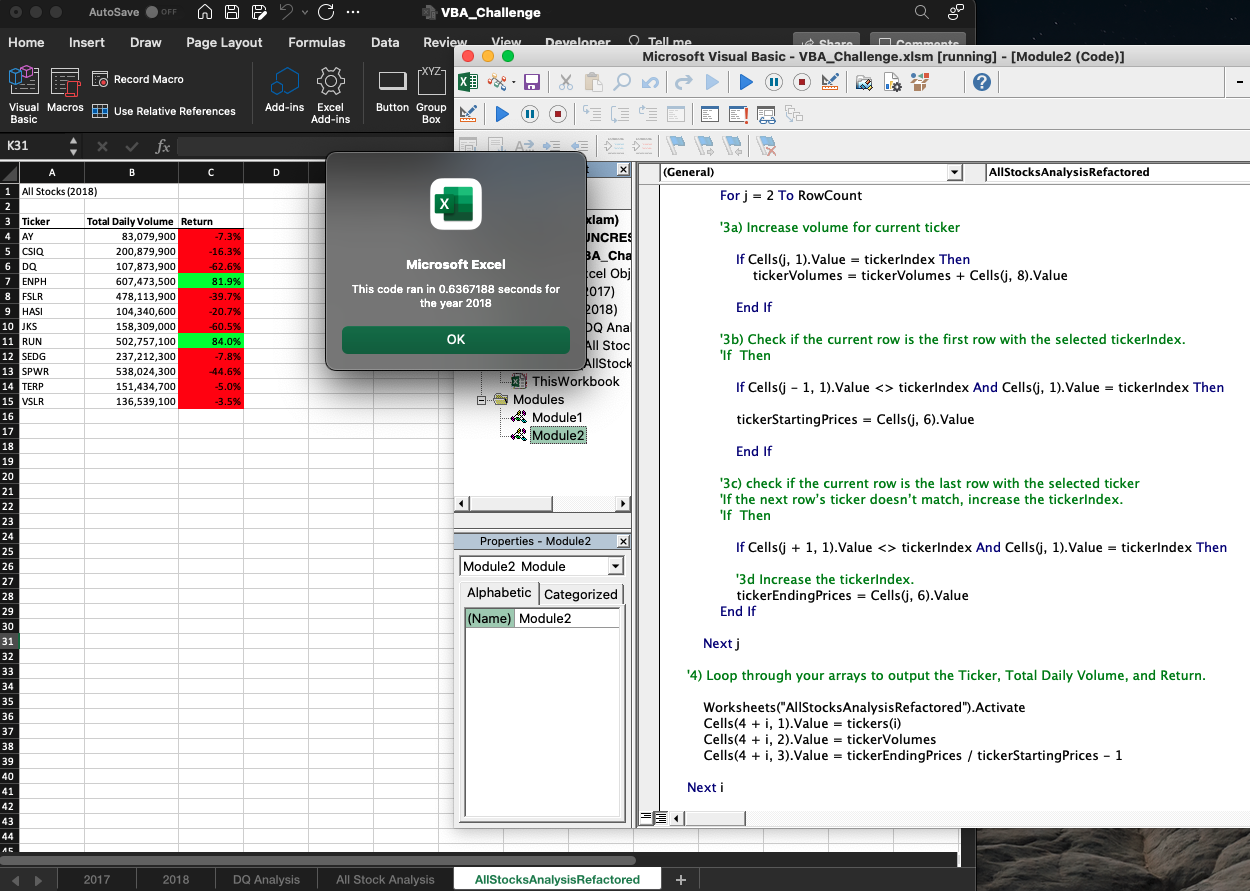 AutoSave OFF
VBA_Challenge
Home Insert Draw Page Layout Formulas Data Review View Developer Tell me
Share Comments
Visual Basic
Macros
Record Macro
Use Relative References
Add-ins
Excel Add-ins
Button
XYZ
Group Box
K31
fx
A B C D
1 All Stocks (2018)
2
3 Ticker Total Daily Volume Return
4 AY 83,079,900 -7.3%
5 CSIQ 200,879,900 -16.3%
6 DQ 107,873,900 -62.6%
7 ENPH 607,473,500 81.9%
8 FSLR 478,113,900 -39.7%
9 HASI 104,340,600 -20.7%
10 JKS 158,309,000 -60.5%
11 RUN 502,757,100 84.0%
12 SEDG 237,212,300 -7.8%
13 SPWR 538,024,300 -44.6%
14 TERP 151,434,700 -5.0%
15 VSLR 136,539,100 -3.5%
16
17
18
19
20
21
22
23
24
25
26
27
28
29
30
31
32
33
34
35
36
37
38
39
40
41
42
43
44
45
2017 2018 DQ Analysis All Stock Analysis AllStocksAnalysisRefactored +
X
Microsoft Excel
This code ran in 0.6367188 seconds for
the year 2018
OK
Microsoft Visual Basic - VBA_Challenge.xlsm [running] - [Module2 (Code)]
xlam)
UNCRES
BA_Cha
xcel Obj
2017)
2018)
DQ Anal
All Stoc
AllStock
ThisWorkbook
Modules
Module1
Module2
Properties - Module2
Module2 Module
Alphabetic Categorized
(Name) Module2
(General) AllStocksAnalysisRefactored
For j = 2 To RowCount
'3a) Increase volume for current ticker
If Cells(j, 1).Value = tickerIndex Then
tickerVolumes = tickerVolumes + Cells(j, 8).Value
End If
'3b) Check if the current row is the first row with the selected tickerIndex.
'If Then
If Cells(j - 1, 1).Value <> tickerIndex And Cells(j, 1).Value = tickerIndex Then
tickerStartingPrices = Cells(j, 6).Value
End If
'3c) check if the current row is the last row with the selected ticker
'If the next row's ticker doesn't match, increase the tickerIndex.
'If Then
If Cells(j + 1, 1).Value <> tickerIndex And Cells(j, 1).Value = tickerIndex Then
'3d Increase the tickerIndex.
tickerEndingPrices = Cells(j, 6).Value
End If
Next j
'4) Loop through your arrays to output the Ticker, Total Daily Volume, and Return.
Worksheets("AllStocksAnalysisRefactored").Activate
Cells(4 + i, 1).Value = tickers(i)
Cells(4 + i, 2).Value = tickerVolumes
Cells(4 + i, 3).Value = tickerEndingPrices / tickerStartingPrices - 1
Next i